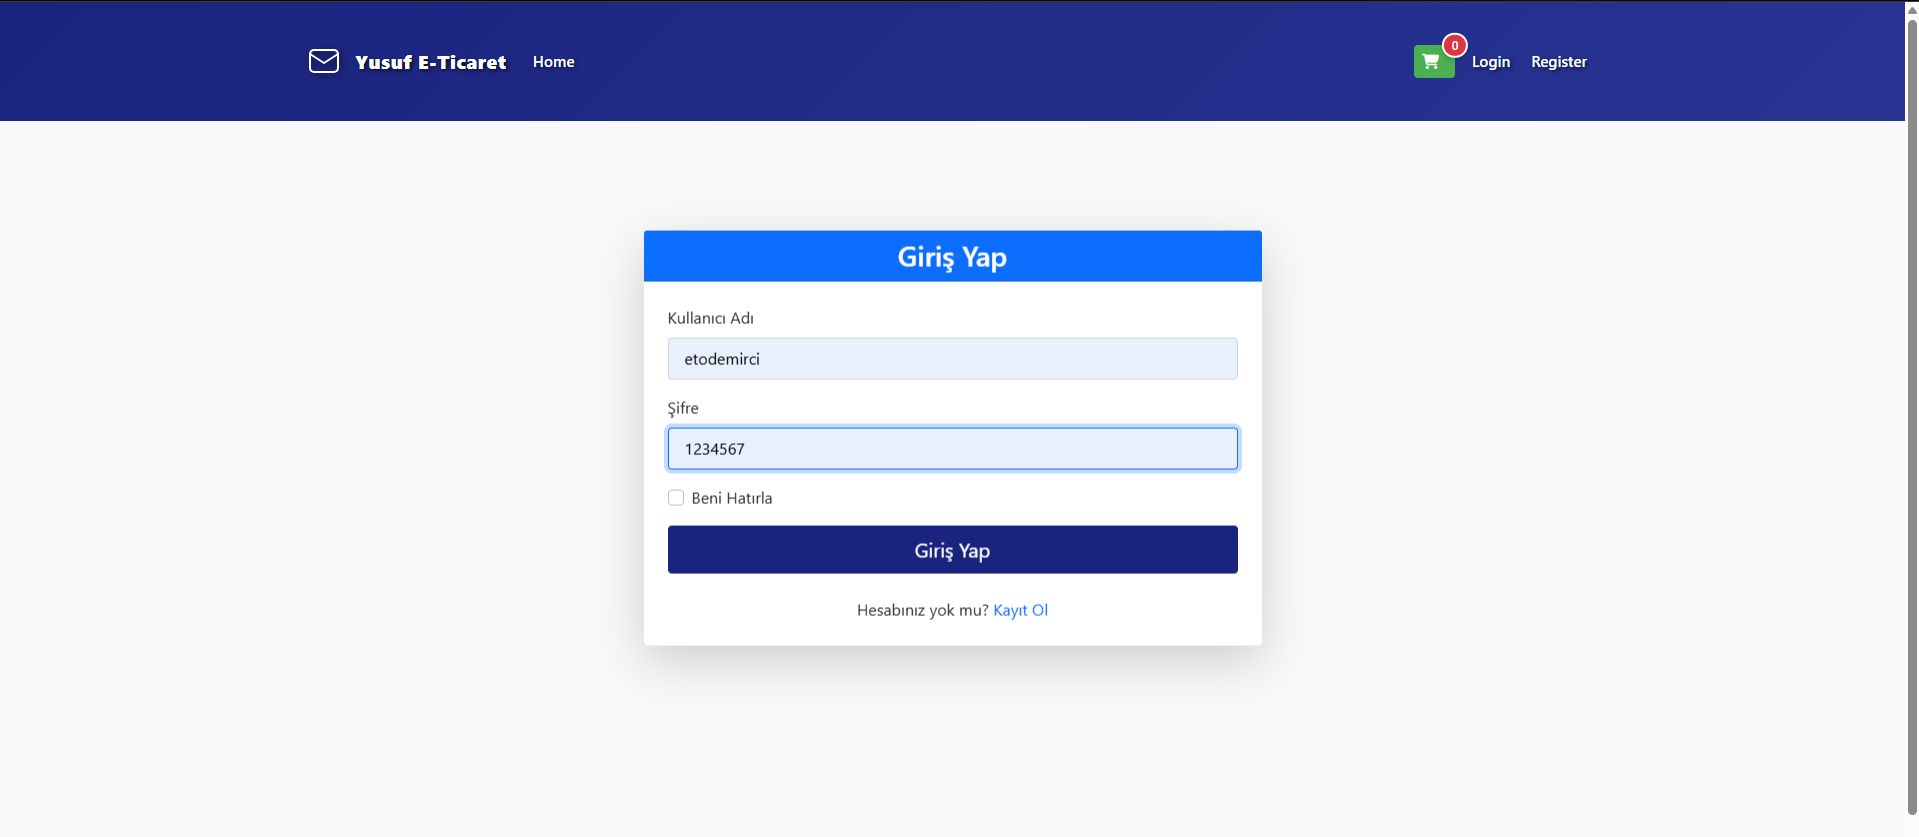 Yusuf E-Ticaret Home 0 Login Register
Giriş Yap
Kullanıcı Adı
etodemirci
Şifre
1234567
Beni Hatırla
Giriş Yap
Hesabınız yok mu? Kayıt Ol